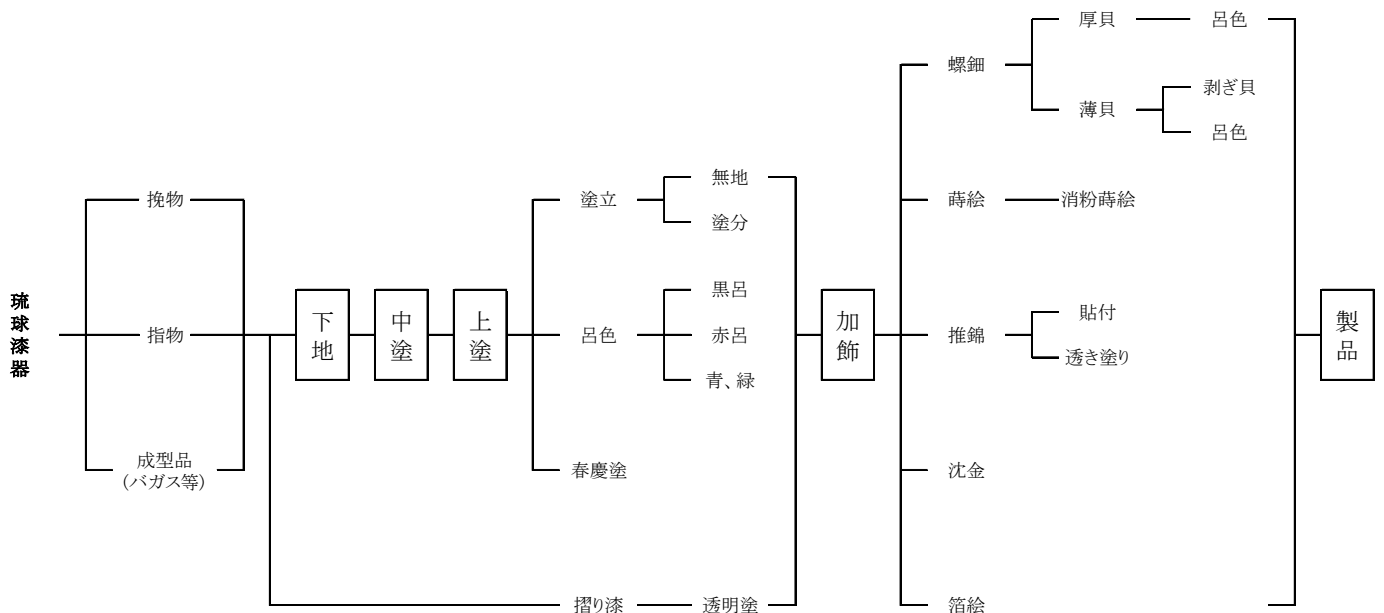 琉球漆器
挽物
指物
成型品
（バガス等）
下地
中塗
上塗
塗立
無地
塗分
呂色
黒呂
赤呂
青、緑
春慶塗
摺り漆
透明塗
加飾
螺鈿
厚貝
呂色
薄貝
剥ぎ貝
呂色
蒔絵
消粉蒔絵
推錦
貼付
透き塗り
沈金
箔絵
製品